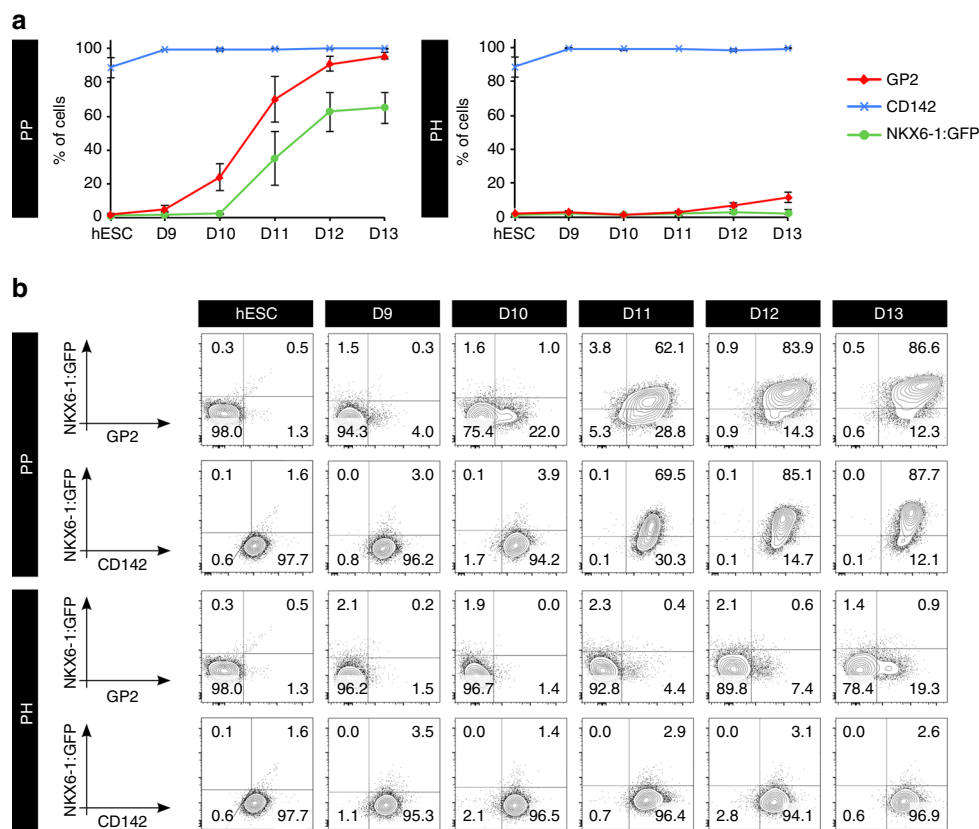 a
PP
% of cells
100
80
60
40
20
0
hESC D9 D10 D11 D12 D13
PH
% of cells
100
80
60
40
20
0
hESC D9 D10 D11 D12 D13
GP2
CD142
NKX6-1:GFP
b
hESC D9 D10 D11 D12 D13
PP
NKX6-1:GFP
GP2
0.3 0.5 1.5 0.3 1.6 1.0 3.8 62.1 0.9 83.9 0.5 86.6
98.0 1.3 94.3 4.0 75.4 22.0 5.3 28.8 0.9 14.3 0.6 12.3
NKX6-1:GFP
CD142
0.1 1.6 0.0 3.0 0.1 3.9 0.1 69.5 0.1 85.1 0.0 87.7
0.6 97.7 0.8 96.2 1.7 94.2 0.1 30.3 0.1 14.7 0.1 12.1
PH
NKX6-1:GFP
GP2
0.3 0.5 2.1 0.2 1.9 0.0 2.3 0.4 2.1 0.6 1.4 0.9
98.0 1.3 96.2 1.5 96.7 1.4 92.8 4.4 89.8 7.4 78.4 19.3
NKX6-1:GFP
CD142
0.1 1.6 0.0 3.5 0.0 1.4 0.0 2.9 0.0 3.1 0.0 2.6
0.6 97.7 1.1 95.3 2.1 96.5 0.7 96.4 2.8 94.1 0.6 96.9